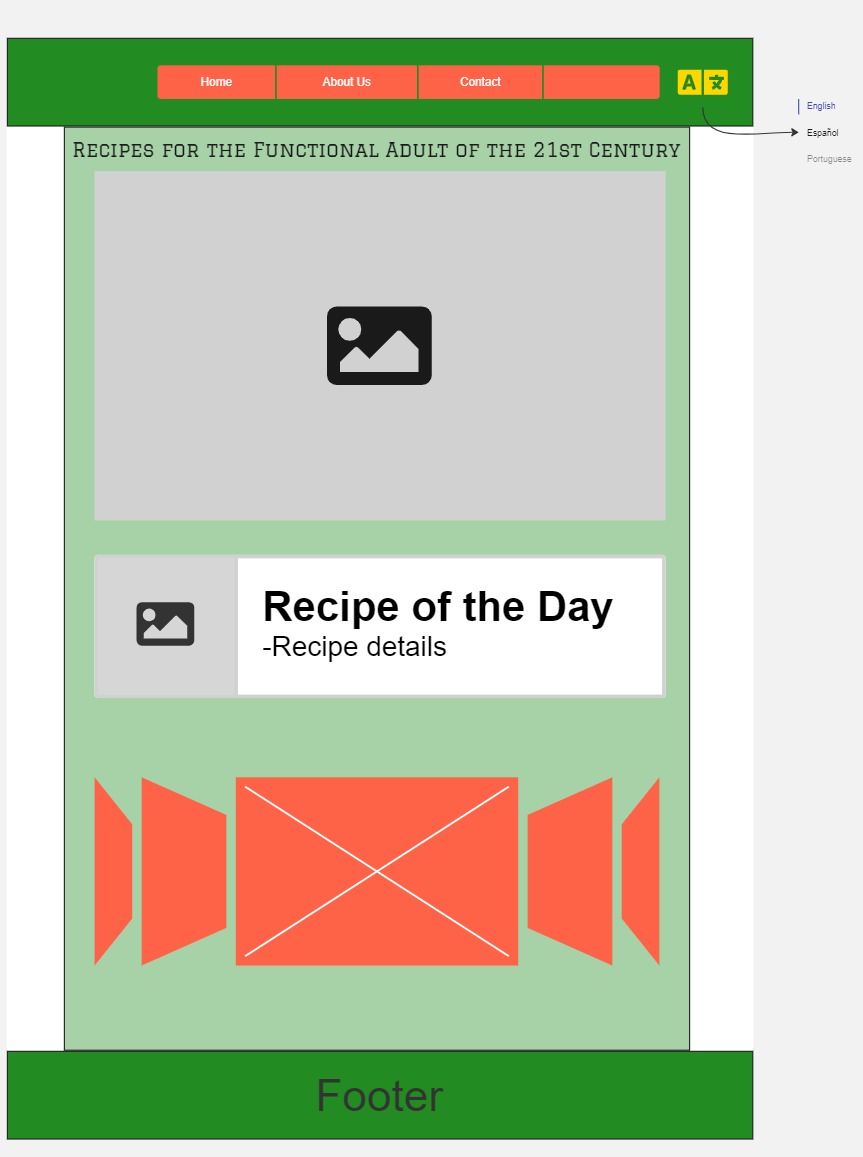 Home
About Us
Contact
A
English
Español
Portuguese
Recipes for the Functional Adult of the 21st Century
Recipe of the Day
-Recipe details
Footer